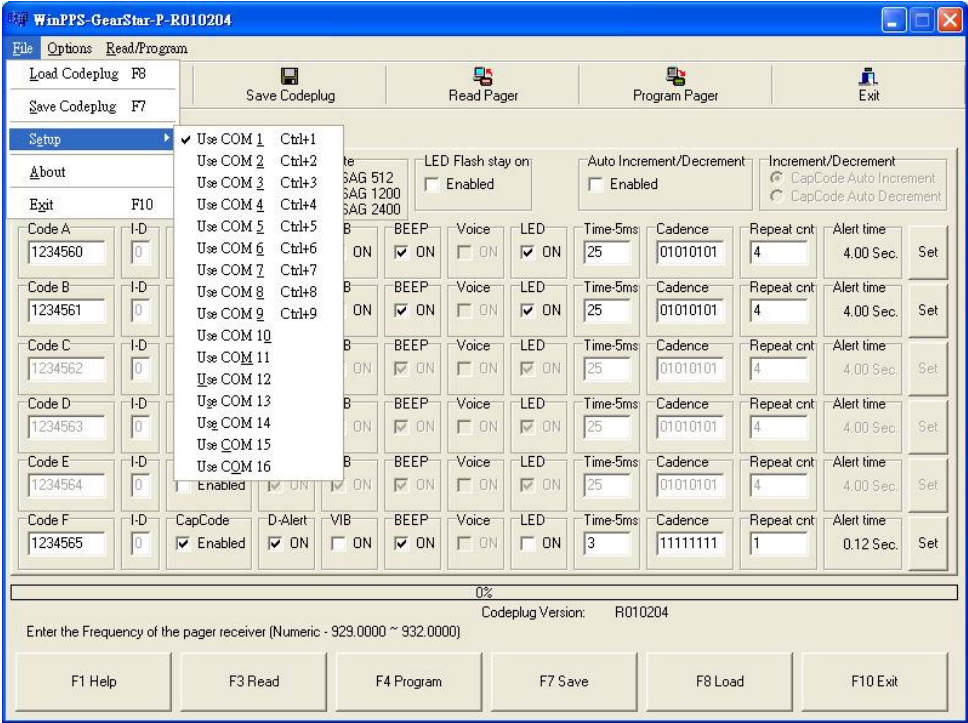 WinPPS-GearStar-P-R010204
File Options Read/Program
Load Codeplug F8
Save Codeplug F7
Setup
About
Exit F10
Save Codeplug
Read Pager
Program Pager
Exit
Use COM 1 Ctrl+1
Use COM 2 Ctrl+2
Use COM 3 Ctrl+3
Use COM 4 Ctrl+4
Use COM 5 Ctrl+5
Use COM 6 Ctrl+6
Use COM 7 Ctrl+7
Use COM 8 Ctrl+8
Use COM 9 Ctrl+9
Use COM 10
Use COM 11
Use COM 12
Use COM 13
Use COM 14
Use COM 15
Use COM 16
SAG 512
SAG 1200
SAG 2400
LED Flash stay on
Enabled
Auto Increment/Decrement
Enabled
Increment/Decrement
CapCode Auto Increment
CapCode Auto Decrement
Code A I-D BEEP Voice LED Time-5ms Cadence Repeat cnt Alert time
1234560 0 ON ON ON ON 25 01010101 4 4.00 Sec. Set
Code B I-D BEEP Voice LED Time-5ms Cadence Repeat cnt Alert time
1234561 0 ON ON ON ON 25 01010101 4 4.00 Sec. Set
Code C I-D BEEP Voice LED Time-5ms Cadence Repeat cnt Alert time
1234562 0 ON ON ON ON 25 01010101 4 4.00 Sec. Set
Code D I-D BEEP Voice LED Time-5ms Cadence Repeat cnt Alert time
1234563 0 ON ON ON ON 25 01010101 4 4.00 Sec. Set
Code E I-D BEEP Voice LED Time-5ms Cadence Repeat cnt Alert time
1234564 0 Enabled ON ON ON ON ON 25 01010101 4 4.00 Sec. Set
Code F I-D CapCode D-Alert VIB BEEP Voice LED Time-5ms Cadence Repeat cnt Alert time
1234565 0 Enabled ON ON ON ON ON 3 11111111 1 0.12 Sec. Set
0%
Codeplug Version: R010204
Enter the Frequency of the pager receiver (Numeric - 929.0000 ~ 932.0000)
F1 Help F3 Read F4 Program F7 Save F8 Load F10 Exit